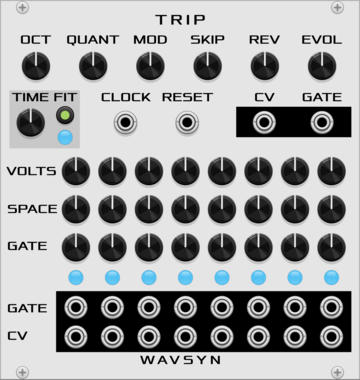 TRIP
OCT QUANT MOD SKIP REV EVOL
TIME FIT CLOCK RESET CV GATE
VOLTS
SPACE
GATE
GATE
CV
WAVSYN